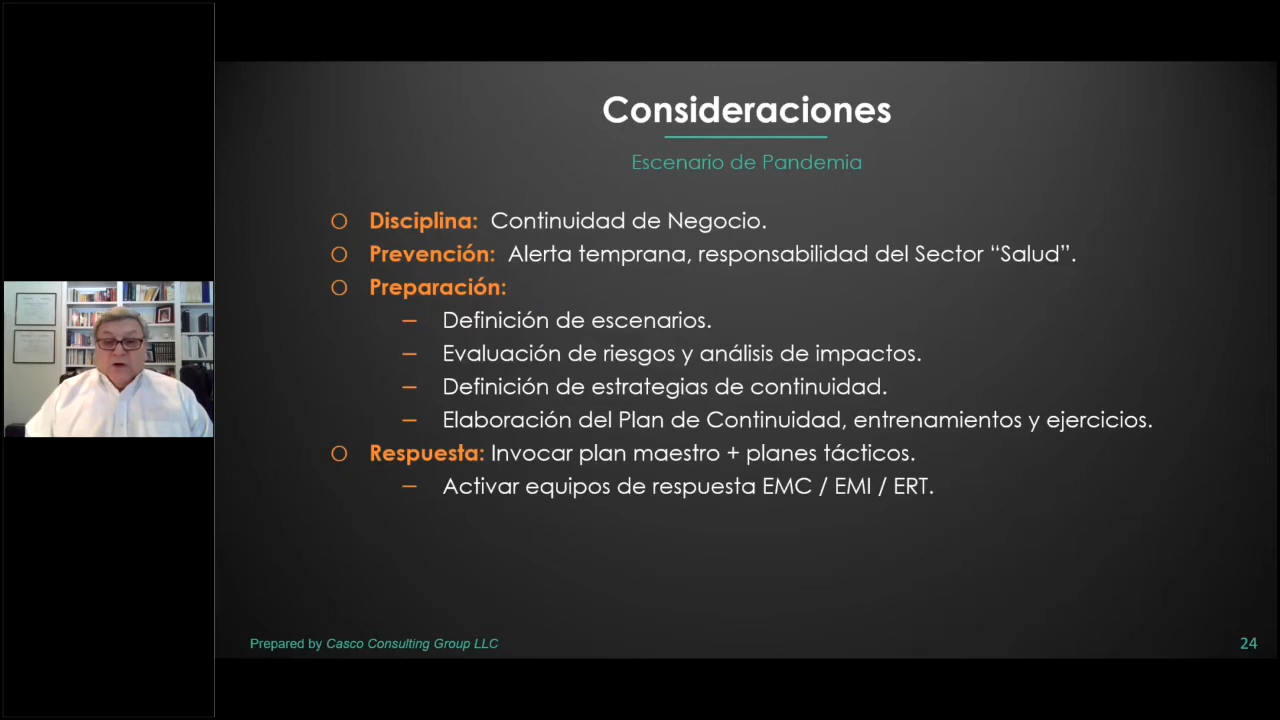 Consideraciones
Escenario de Pandemia
Disciplina: Continuidad de Negocio.
Prevención: Alerta temprana, responsabilidad del Sector “Salud”.
Preparación:
– Definición de escenarios.
– Evaluación de riesgos y análisis de impactos.
– Definición de estrategias de continuidad.
– Elaboración del Plan de Continuidad, entrenamientos y ejercicios.
Respuesta: Invocar plan maestro + planes tácticos.
– Activar equipos de respuesta EMC / EMI / ERT.
Prepared by Casco Consulting Group LLC
24